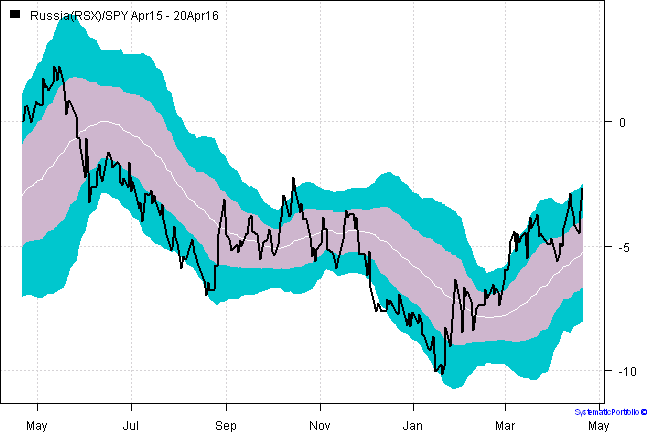 Russia(RSX)/SPY Apr15 - 20Apr16
0
-5
-10
May Jul Sep Nov Jan Mar May
SystematicPortfolio ©